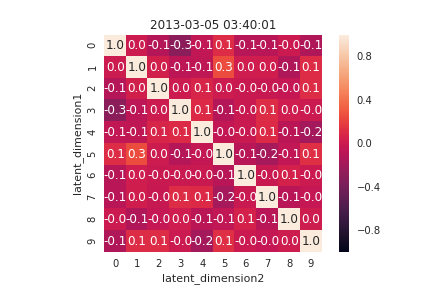 2013-03-05 03:40:01
0 1.0 0.0 -0.1 -0.3 -0.1 0.1 -0.1 -0.1 -0.0 -0.1
1 0.0 1.0 0.0 -0.1 -0.1 0.3 0.0 0.0 -0.1 0.1
2 -0.1 0.0 1.0 0.0 0.1 0.0 -0.0 -0.0 -0.0 0.1
3 -0.3 -0.1 0.0 1.0 0.1 -0.1 -0.0 0.1 0.0 -0.0
4 -0.1 -0.1 0.1 0.1 1.0 -0.0 -0.0 0.1 -0.1 -0.2
5 0.1 0.3 0.0 -0.1 -0.0 1.0 -0.1 -0.2 -0.1 0.1
6 -0.1 0.0 -0.0 -0.0 -0.0 -0.1 1.0 -0.0 0.1 -0.0
7 -0.1 0.0 -0.0 0.1 0.1 -0.2 -0.0 1.0 -0.1 0.0
8 -0.0 -0.1 -0.0 0.0 -0.1 -0.1 0.1 -0.1 1.0 0.0
9 -0.1 0.1 0.1 -0.0 -0.2 0.1 -0.0 0.0 0.0 1.0
0 1 2 3 4 5 6 7 8 9
latent_dimension2
latent_dimension1
0.8
0.4
0.0
-0.4
-0.8